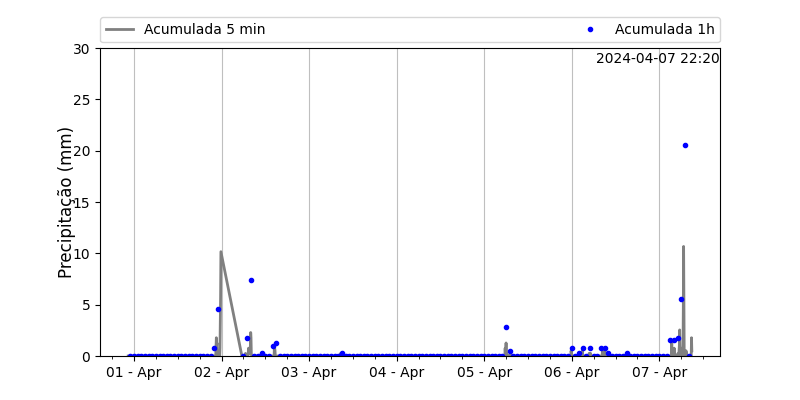 Acumulada 5 min
Acumulada 1h
2024-04-07 22:20
Precipitação (mm)
30
25
20
15
10
5
0
01 - Apr
02 - Apr
03 - Apr
04 - Apr
05 - Apr
06 - Apr
07 - Apr